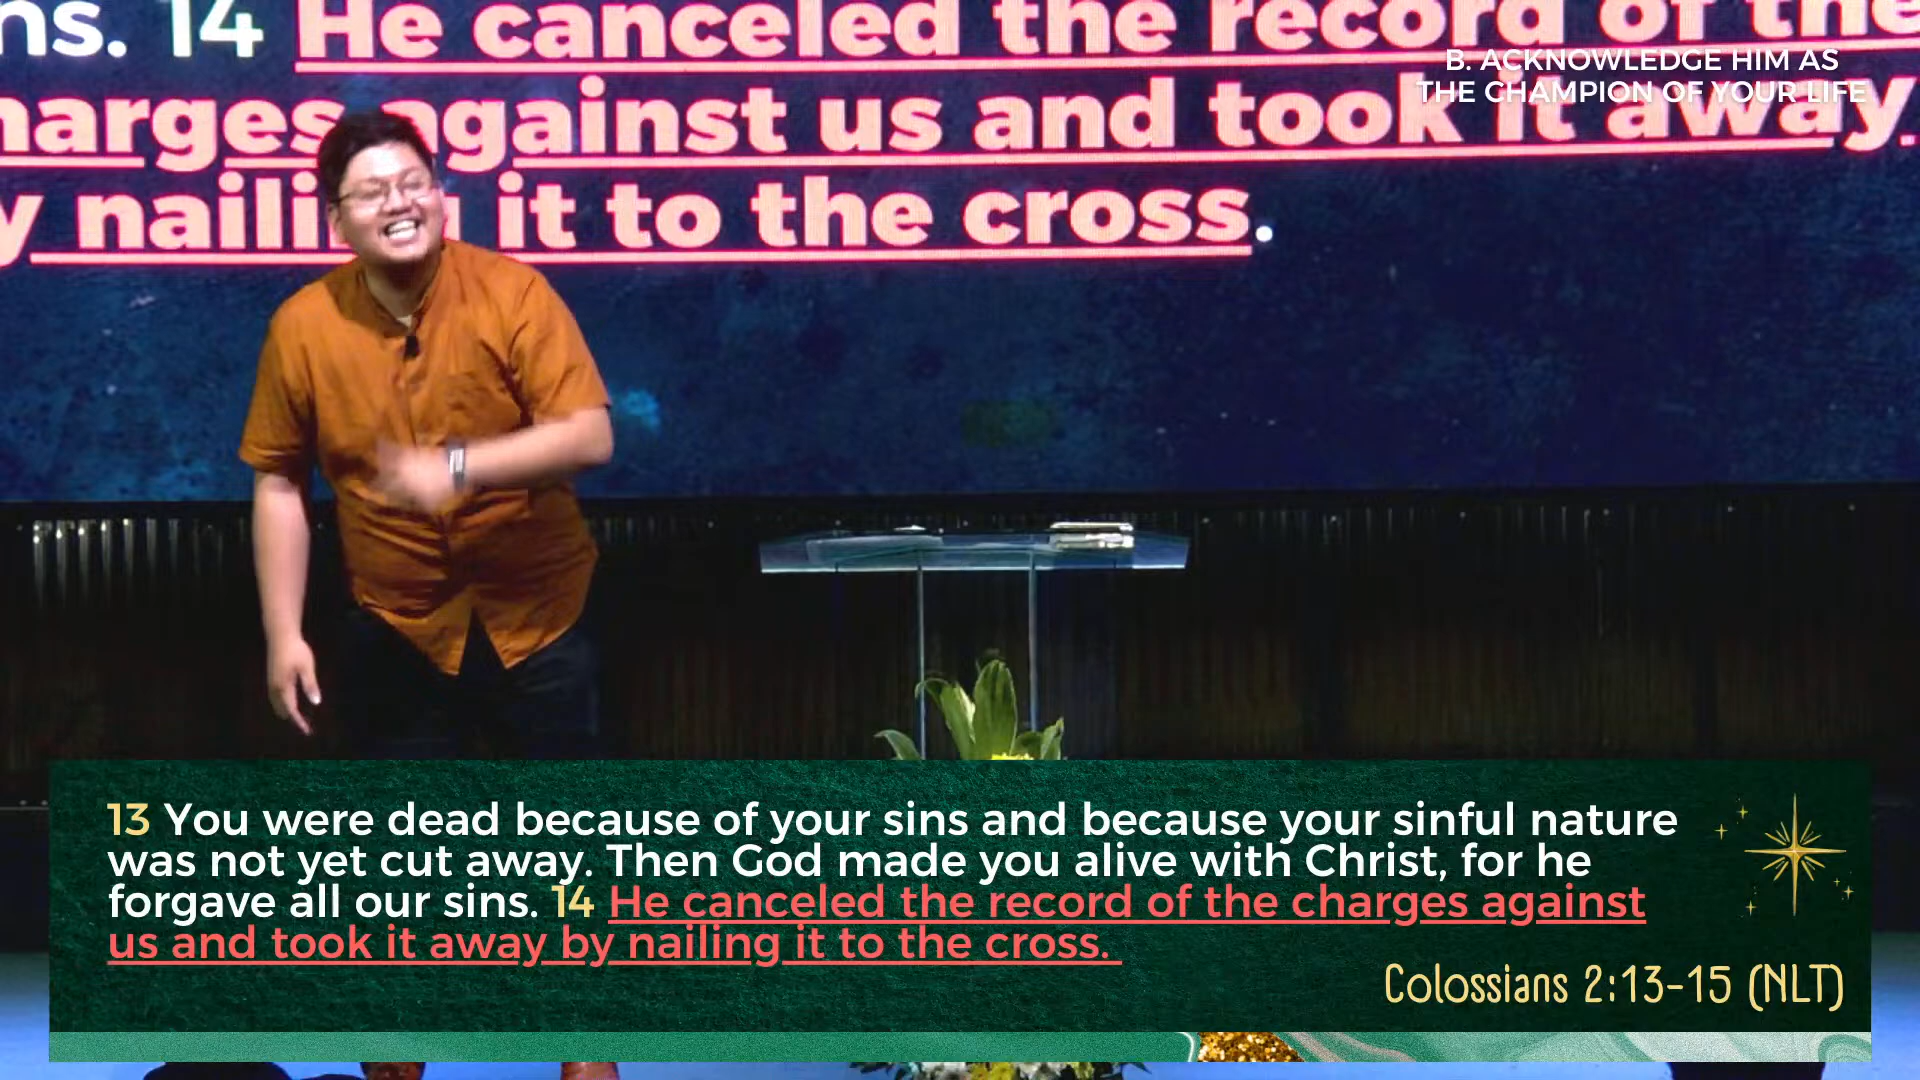 ns. 14 He canceled the record of the
charges against us and took it away.
y nailing it to the cross.
B. ACKNOWLEDGE HIM AS
THE CHAMPION OF YOUR LIFE
13 You were dead because of your sins and because your sinful nature
was not yet cut away. Then God made you alive with Christ, for he
forgave all our sins. 14 He canceled the record of the charges against
us and took it away by nailing it to the cross.
Colossians 2:13-15 (NLT)